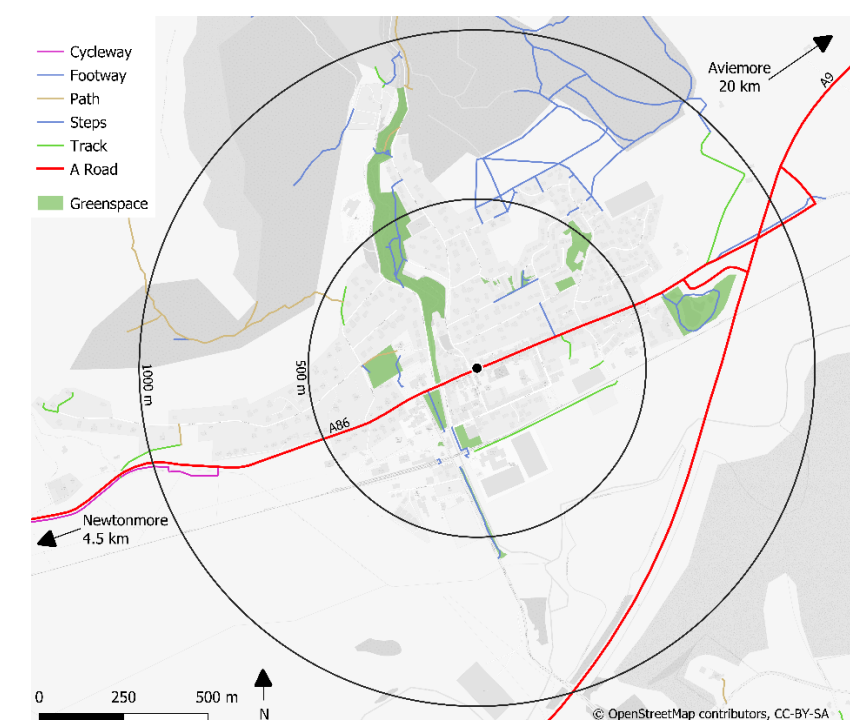 Cycleway
Footway
Path
Steps
Track
A Road
Greenspace
Aviemore
20 km
A9
1000 m
500 m
A86
Newtonmore
4.5 km
0 250 500 m
N
© OpenStreetMap contributors, CC-BY-SA